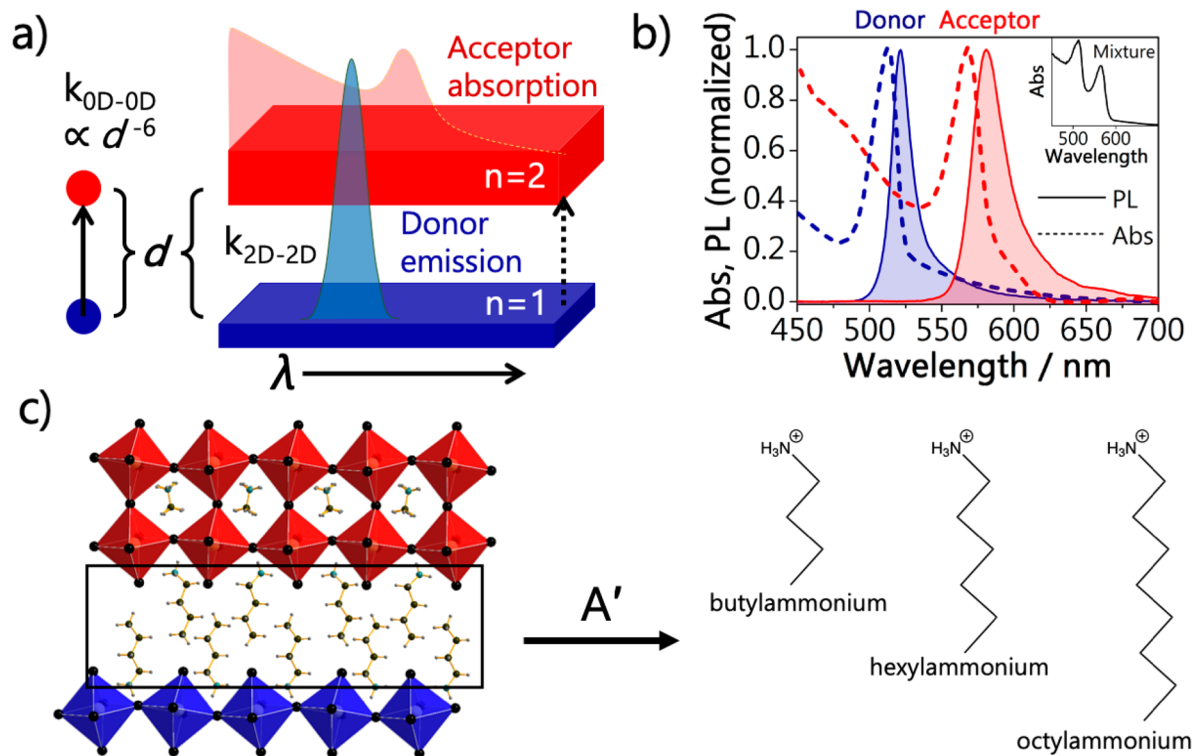 a)
k0D-0D
∝ d -6
d
k2D-2D
Acceptor
absorption
n=2
Donor
emission
n=1
λ
b)
Donor Acceptor
Abs, PL (normalized)
1.0
0.8
0.6
0.4
0.2
0.0
450 500 550 600 650 700
Wavelength / nm
Mixture
Abs
500 600
Wavelength
PL
Abs
c)
A′
H₃N⊕
butylammonium
H₃N⊕
hexylammonium
H₃N⊕
octylammonium